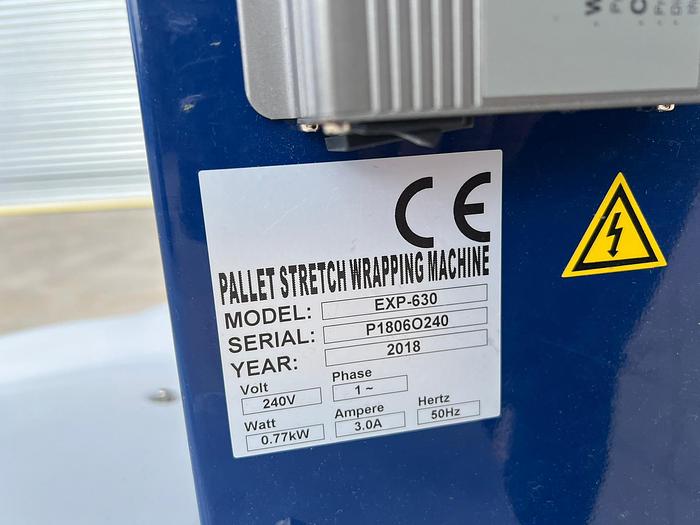 CE
PALLET STRETCH WRAPPING MACHINE
MODEL: EXP-630
SERIAL: P1806O240
YEAR: 2018
Volt Phase
240V 1~
Watt Ampere Hertz
0.77kW 3.0A 50Hz